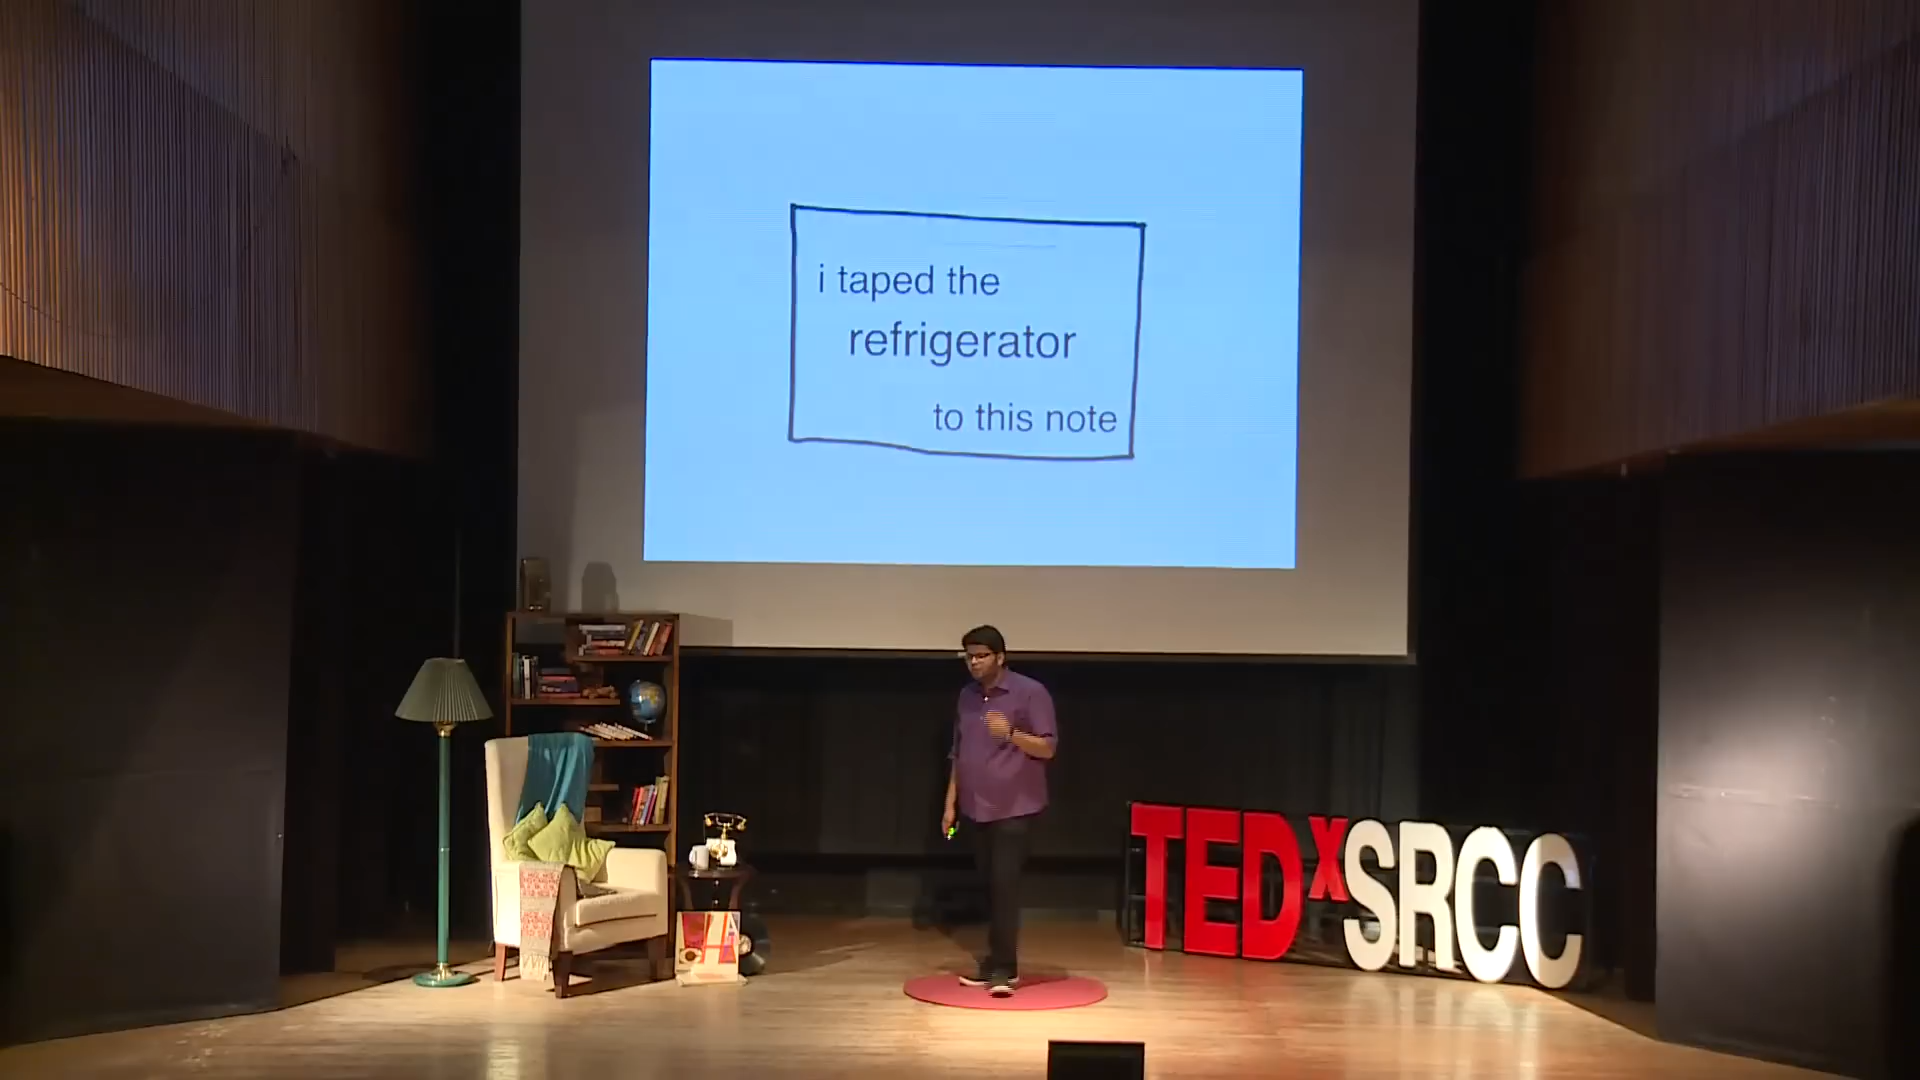 i taped the
refrigerator
to this note
TEDxSRCC